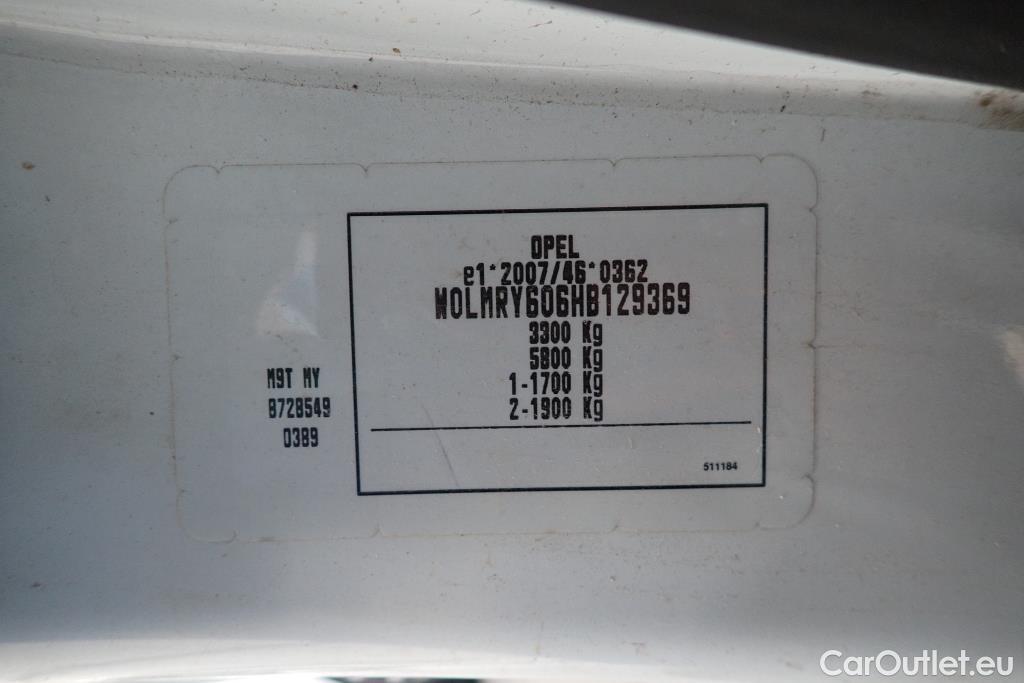 OPEL
e1*2007/46*0362
W0LMRY606HB129369
3300 Kg
5800 Kg
1-1700 Kg
2-1900 Kg
M9T MY
8728549
0389
511184
CarOutlet.eu